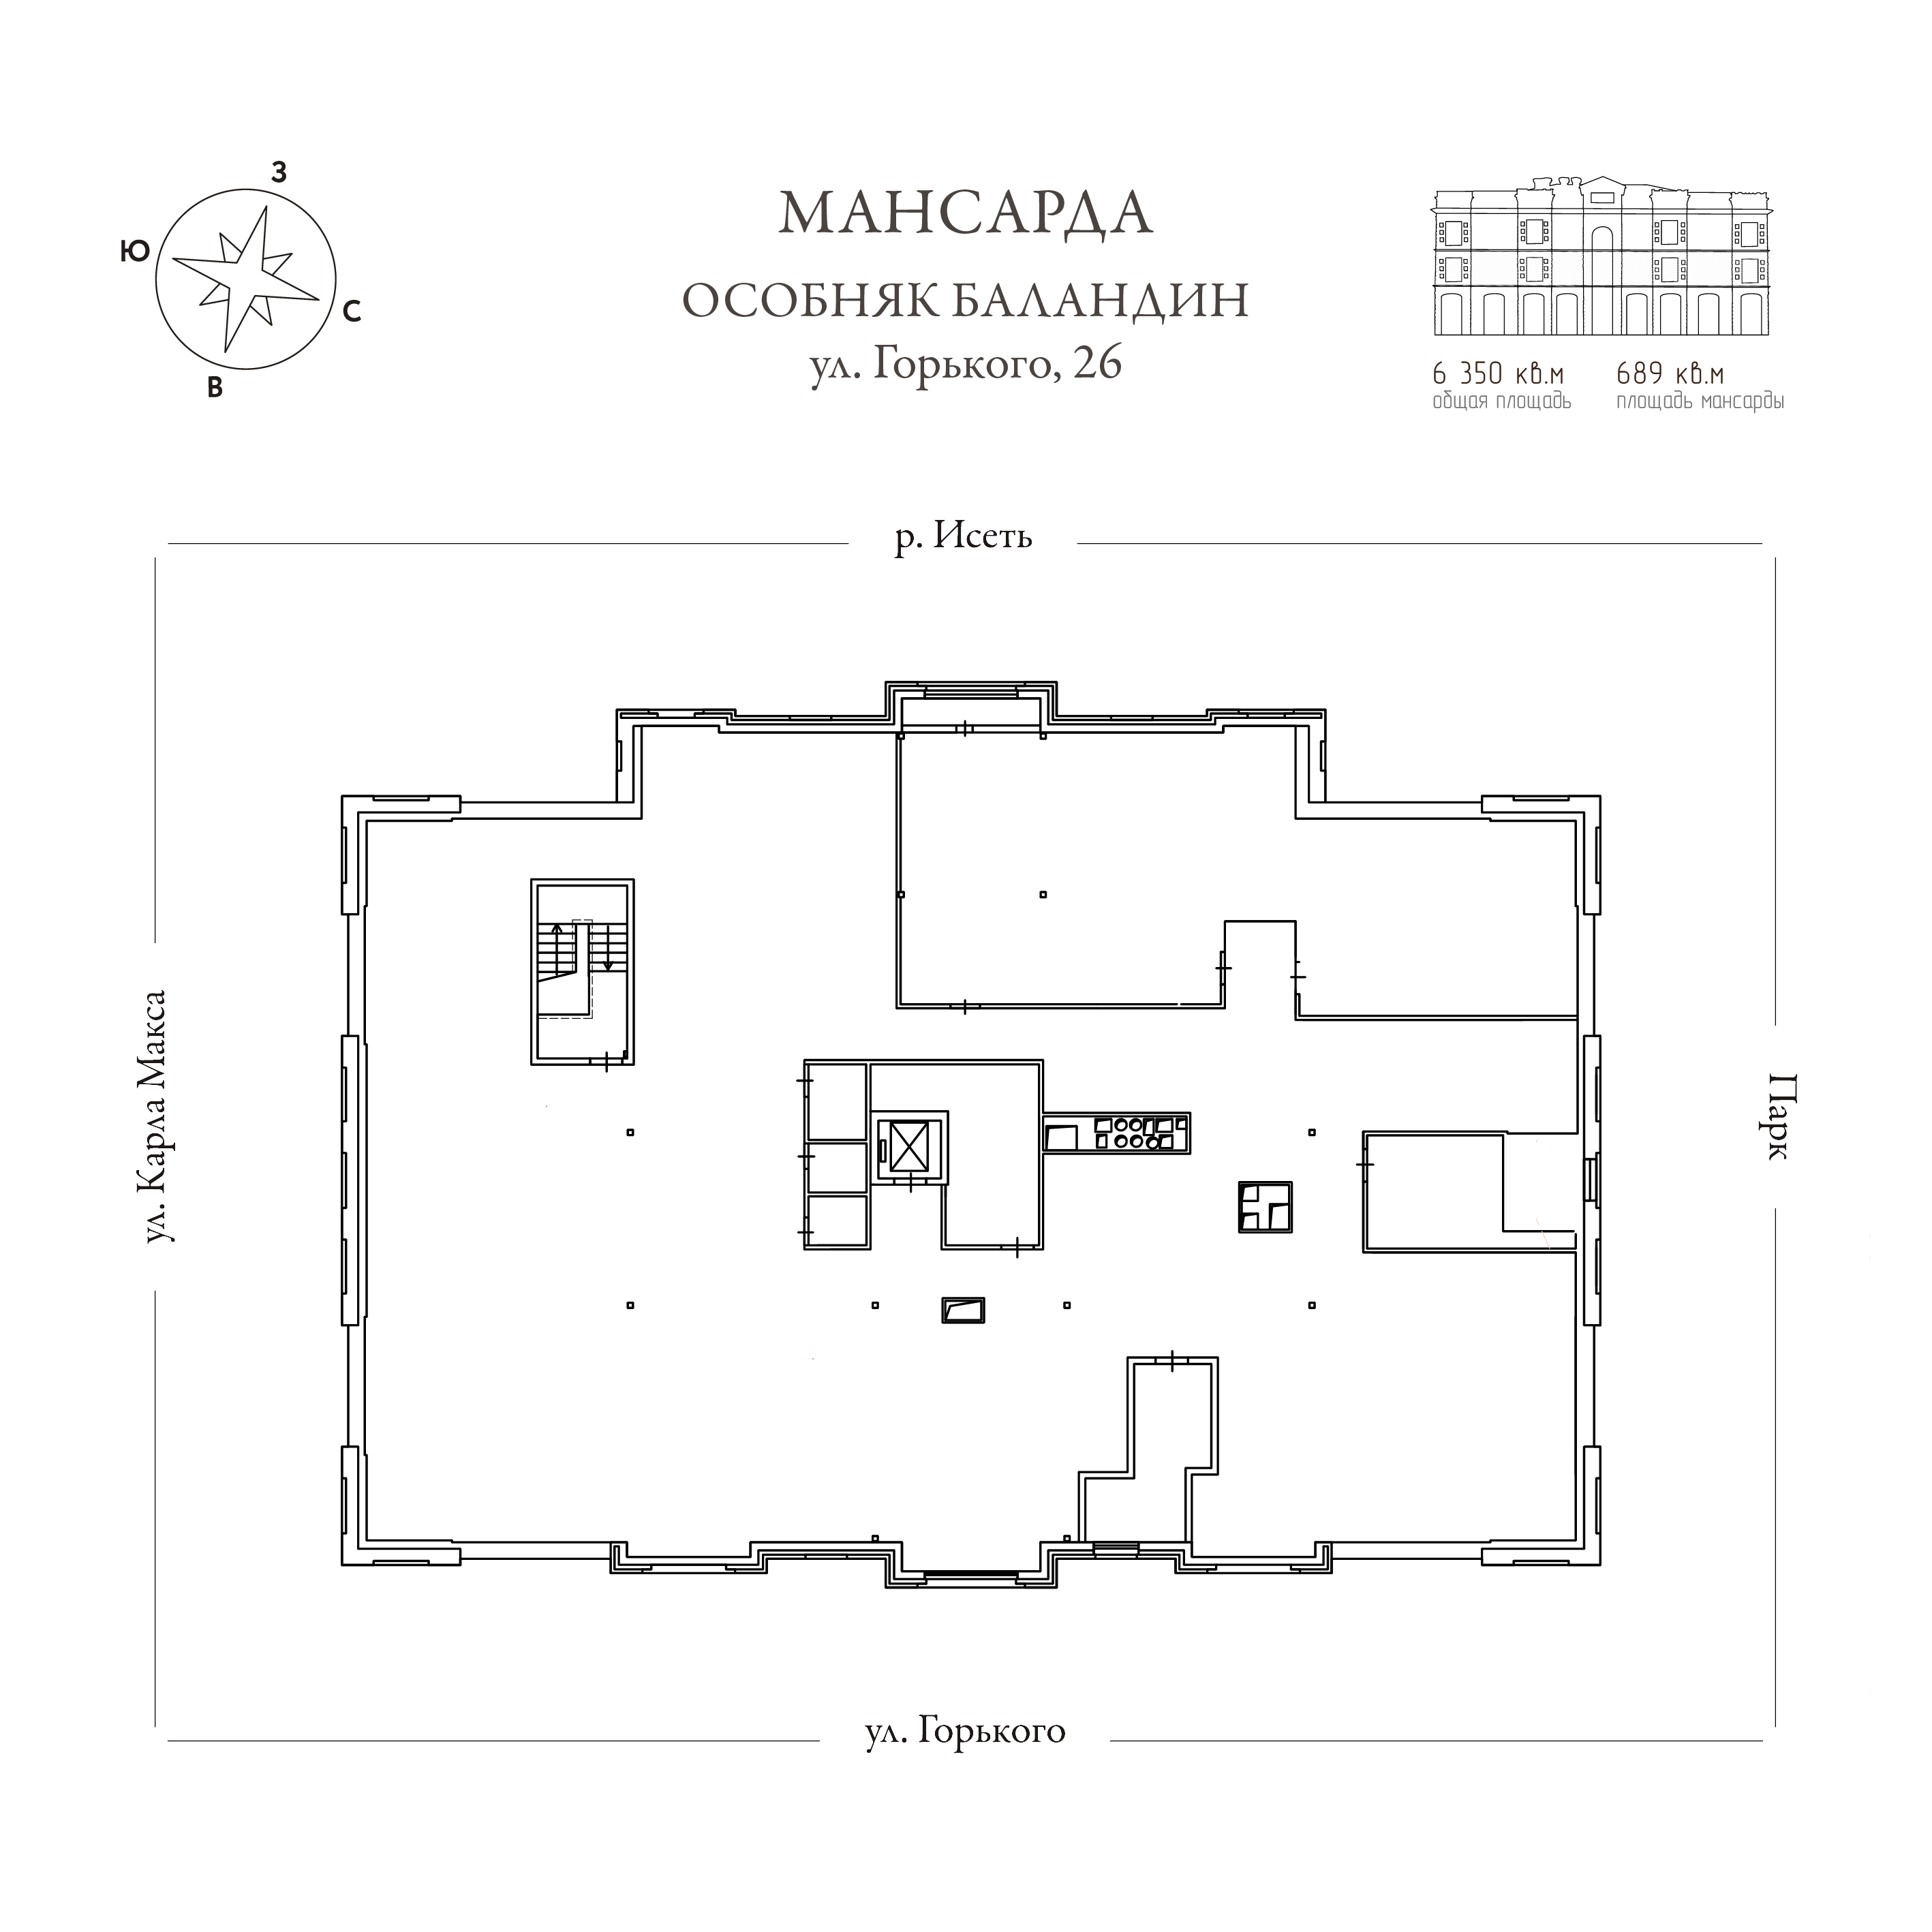 З
Ю
С
В
МАНСАРДА
ОСОБНЯК БАЛАНДИН
ул. Горького, 26
6 350 кв.м
общая площадь
689 кв.м
площадь мансарды
р. Исеть
ул. Карла Макса
Парк
ул. Горького